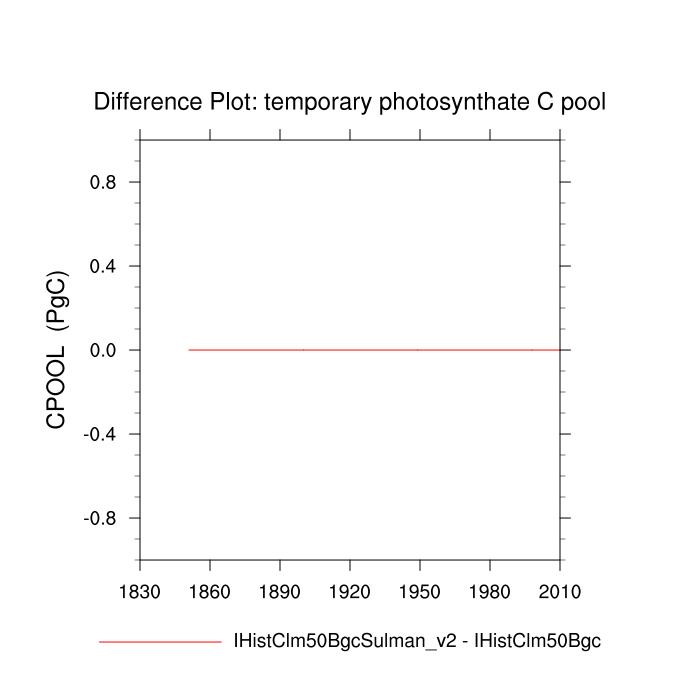 Difference Plot: temporary photosynthate C pool
CPOOL (PgC)
0.8
0.4
0.0
-0.4
-0.8
1830 1860 1890 1920 1950 1980 2010
IHistClm50BgcSulman_v2 - IHistClm50Bgc